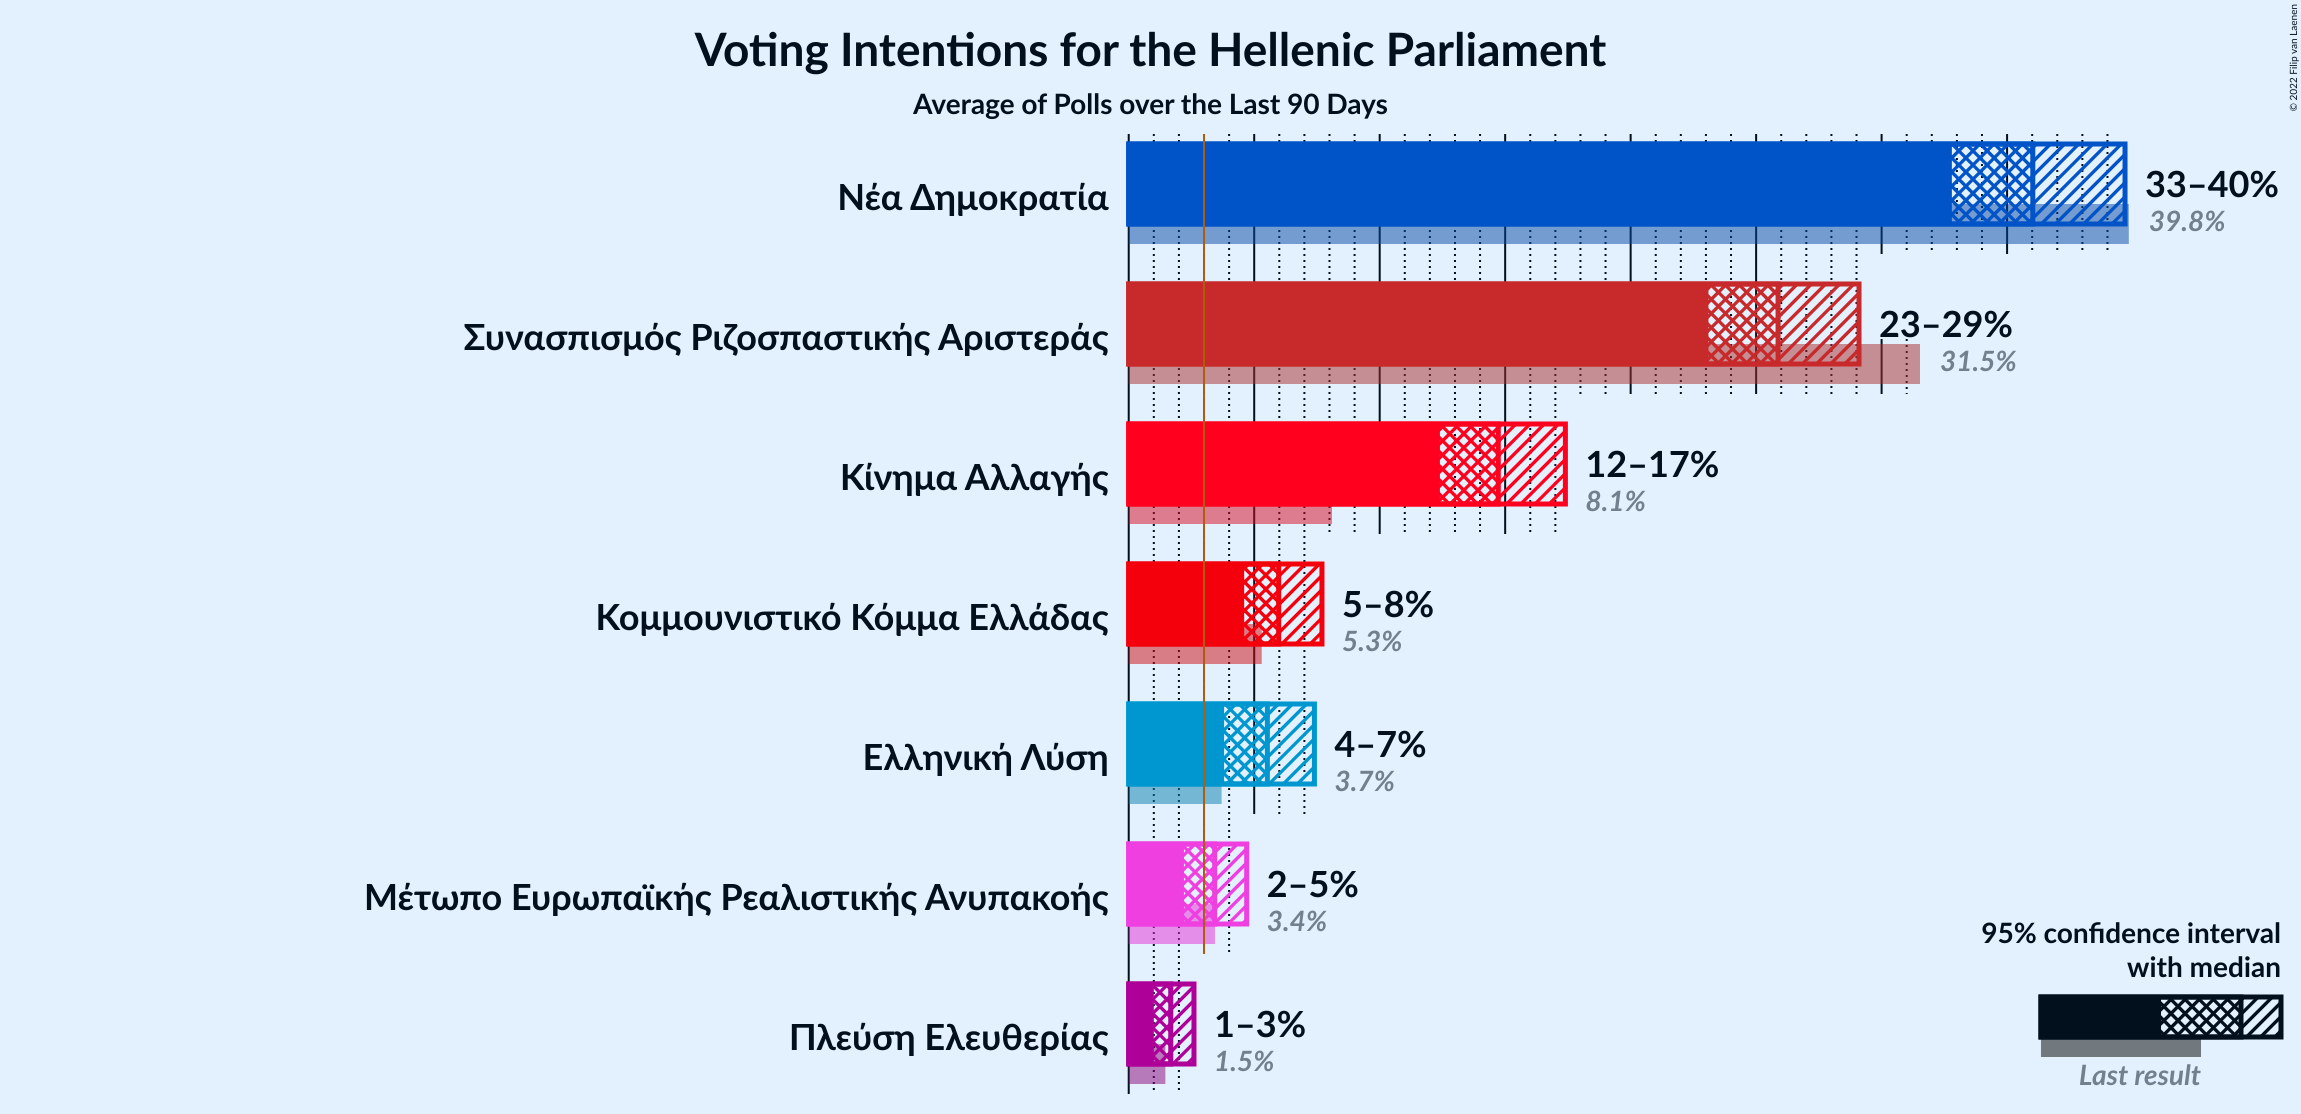 Voting Intentions for the Hellenic Parliament
Average of Polls over the Last 90 Days
© 2022 Filip van Laenen
Νέα Δημοκρατία
33–40%
39.8%
Συνασπισμός Ριζοσπαστικής Αριστεράς
23–29%
31.5%
Κίνημα Αλλαγής
12–17%
8.1%
Κομμουνιστικό Κόμμα Ελλάδας
5–8%
5.3%
Ελληνική Λύση
4–7%
3.7%
Μέτωπο Ευρωπαϊκής Ρεαλιστικής Ανυπακοής
2–5%
3.4%
Πλεύση Ελευθερίας
1–3%
1.5%
95% confidence interval
with median
Last result